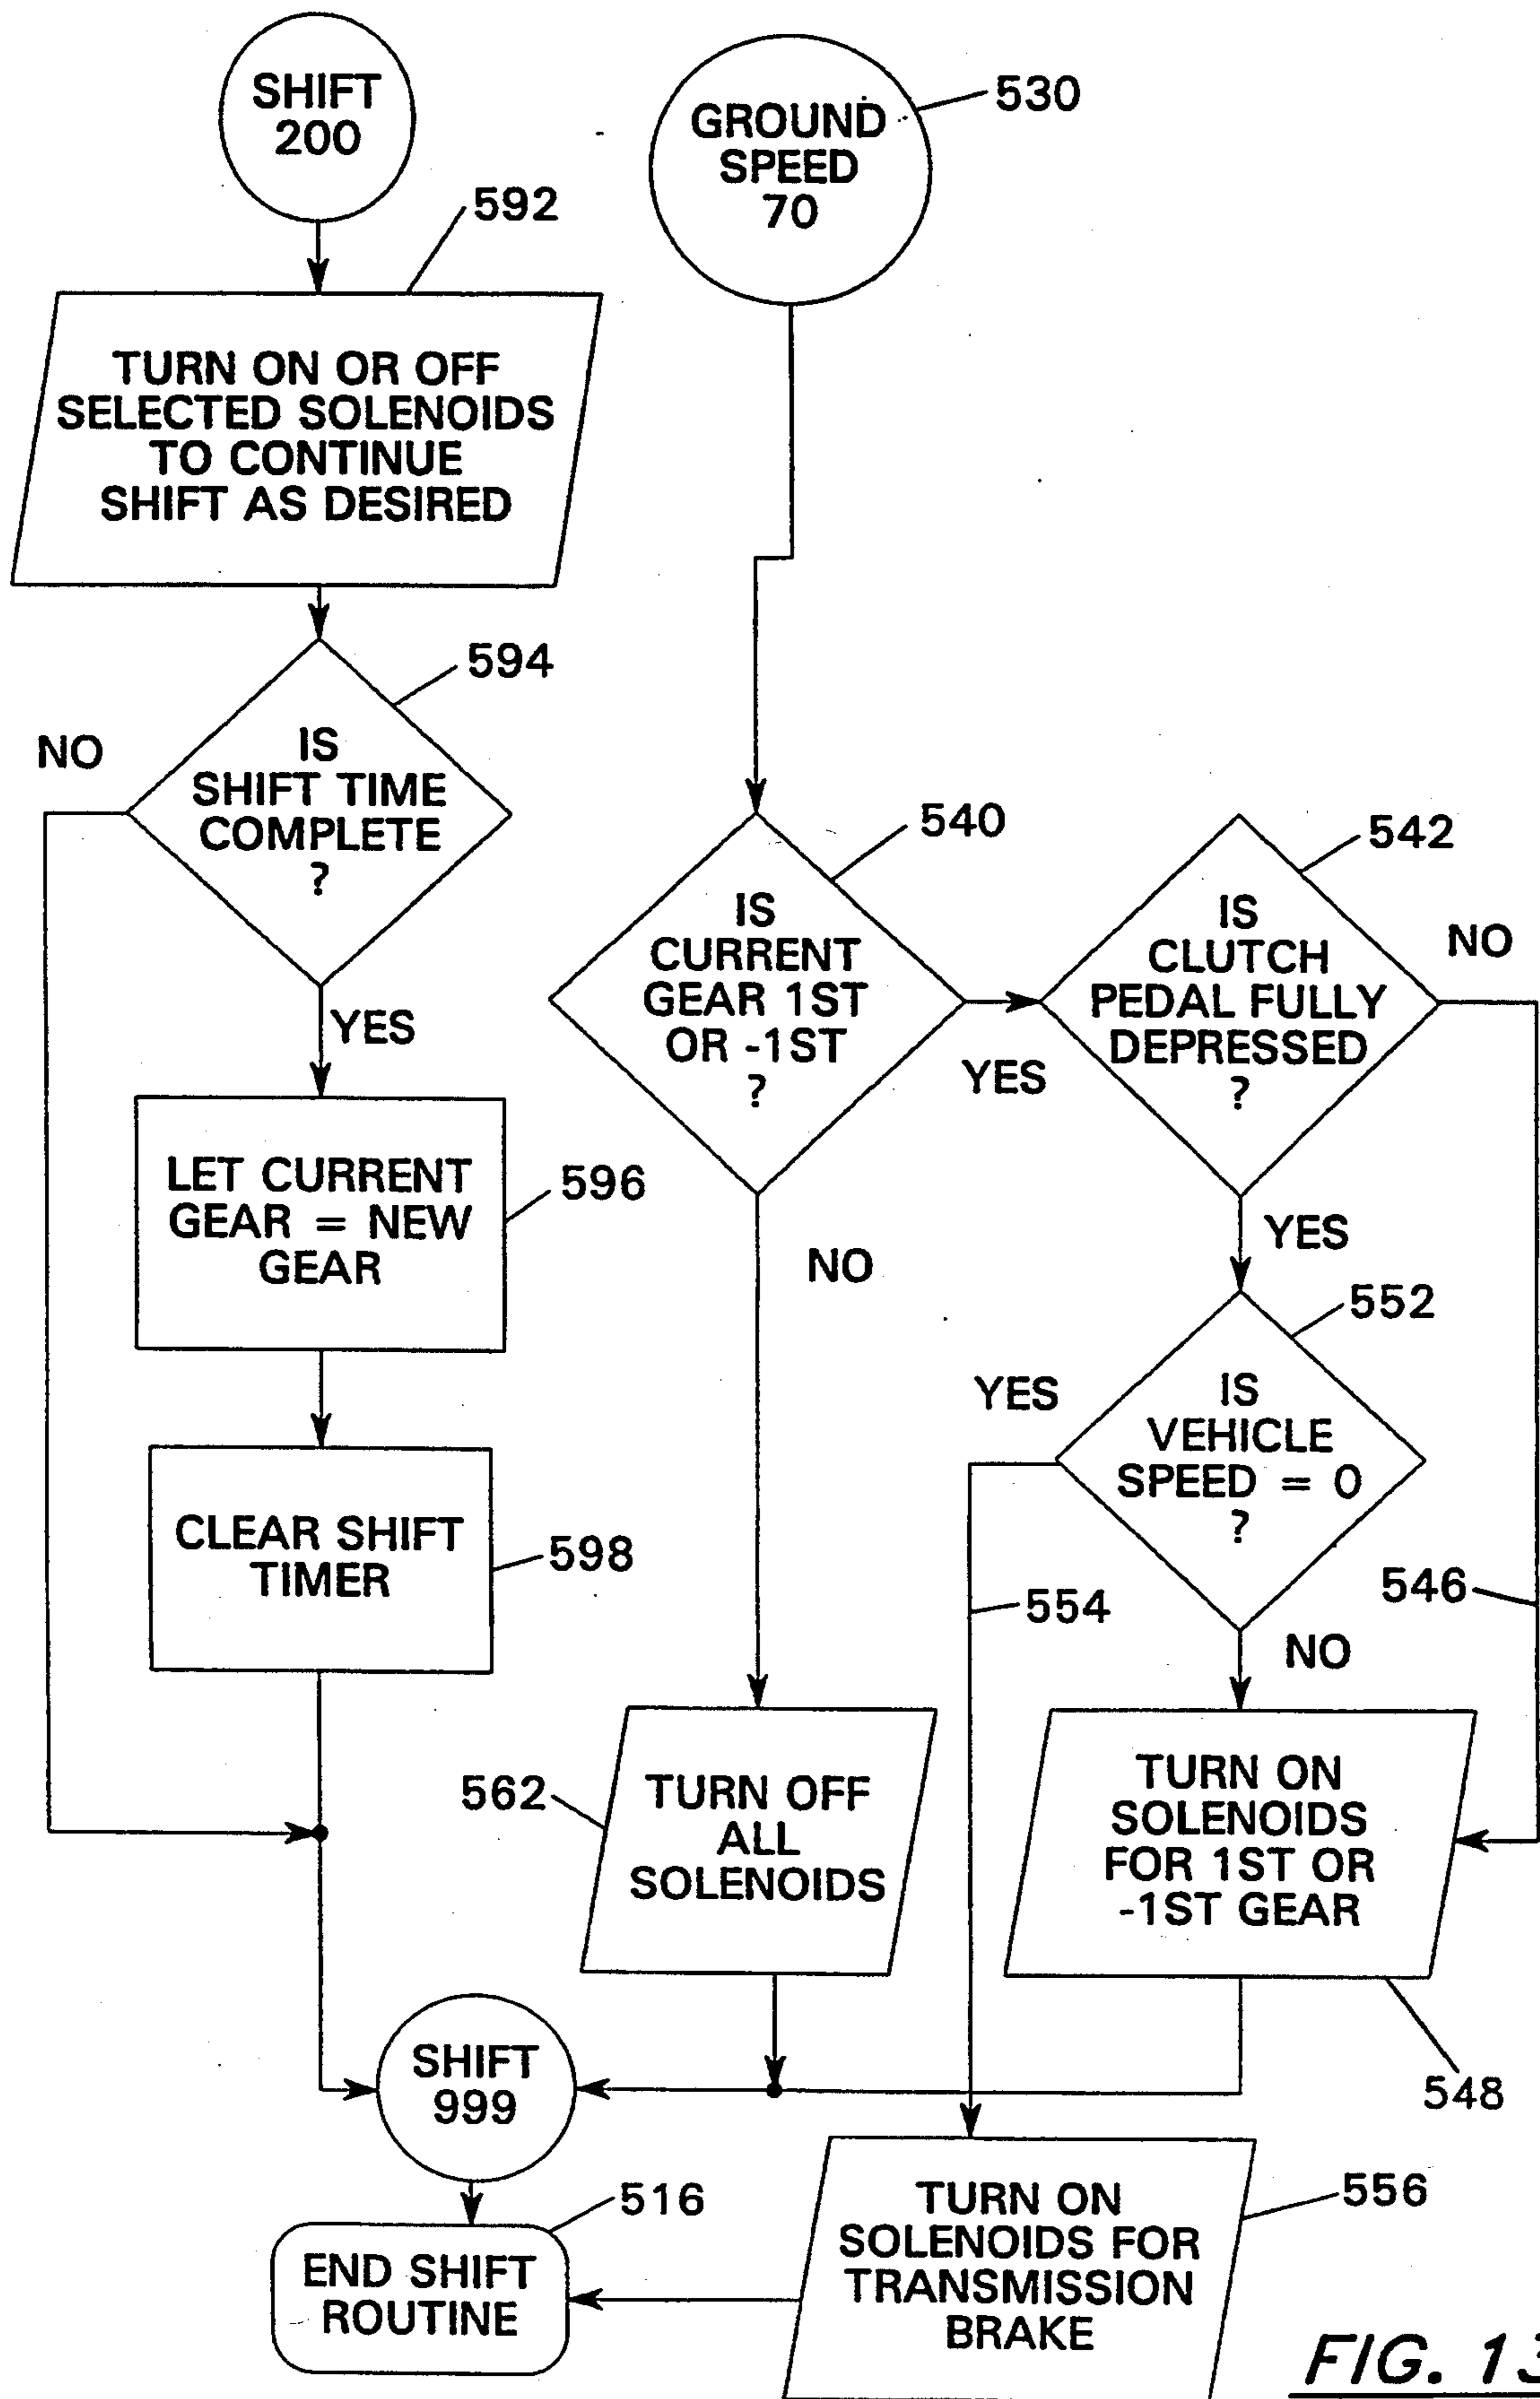 SHIFT
200
GROUND
SPEED
70
530
592
TURN ON OR OFF
SELECTED SOLENOIDS
TO CONTINUE
SHIFT AS DESIRED
594
NO
IS
SHIFT TIME
COMPLETE
?
YES
LET CURRENT
GEAR = NEW
GEAR
596
CLEAR SHIFT
TIMER
598
540
IS
CURRENT
GEAR 1ST
OR -1ST
?
YES
NO
542
IS
CLUTCH
PEDAL FULLY
DEPRESSED
?
NO
YES
552
YES
IS
VEHICLE
SPEED = 0
?
554
546
NO
562
TURN OFF
ALL
SOLENOIDS
TURN ON
SOLENOIDS
FOR 1ST OR
-1ST GEAR
548
SHIFT
999
516
END SHIFT
ROUTINE
TURN ON
SOLENOIDS FOR
TRANSMISSION
BRAKE
556
FIG. 13